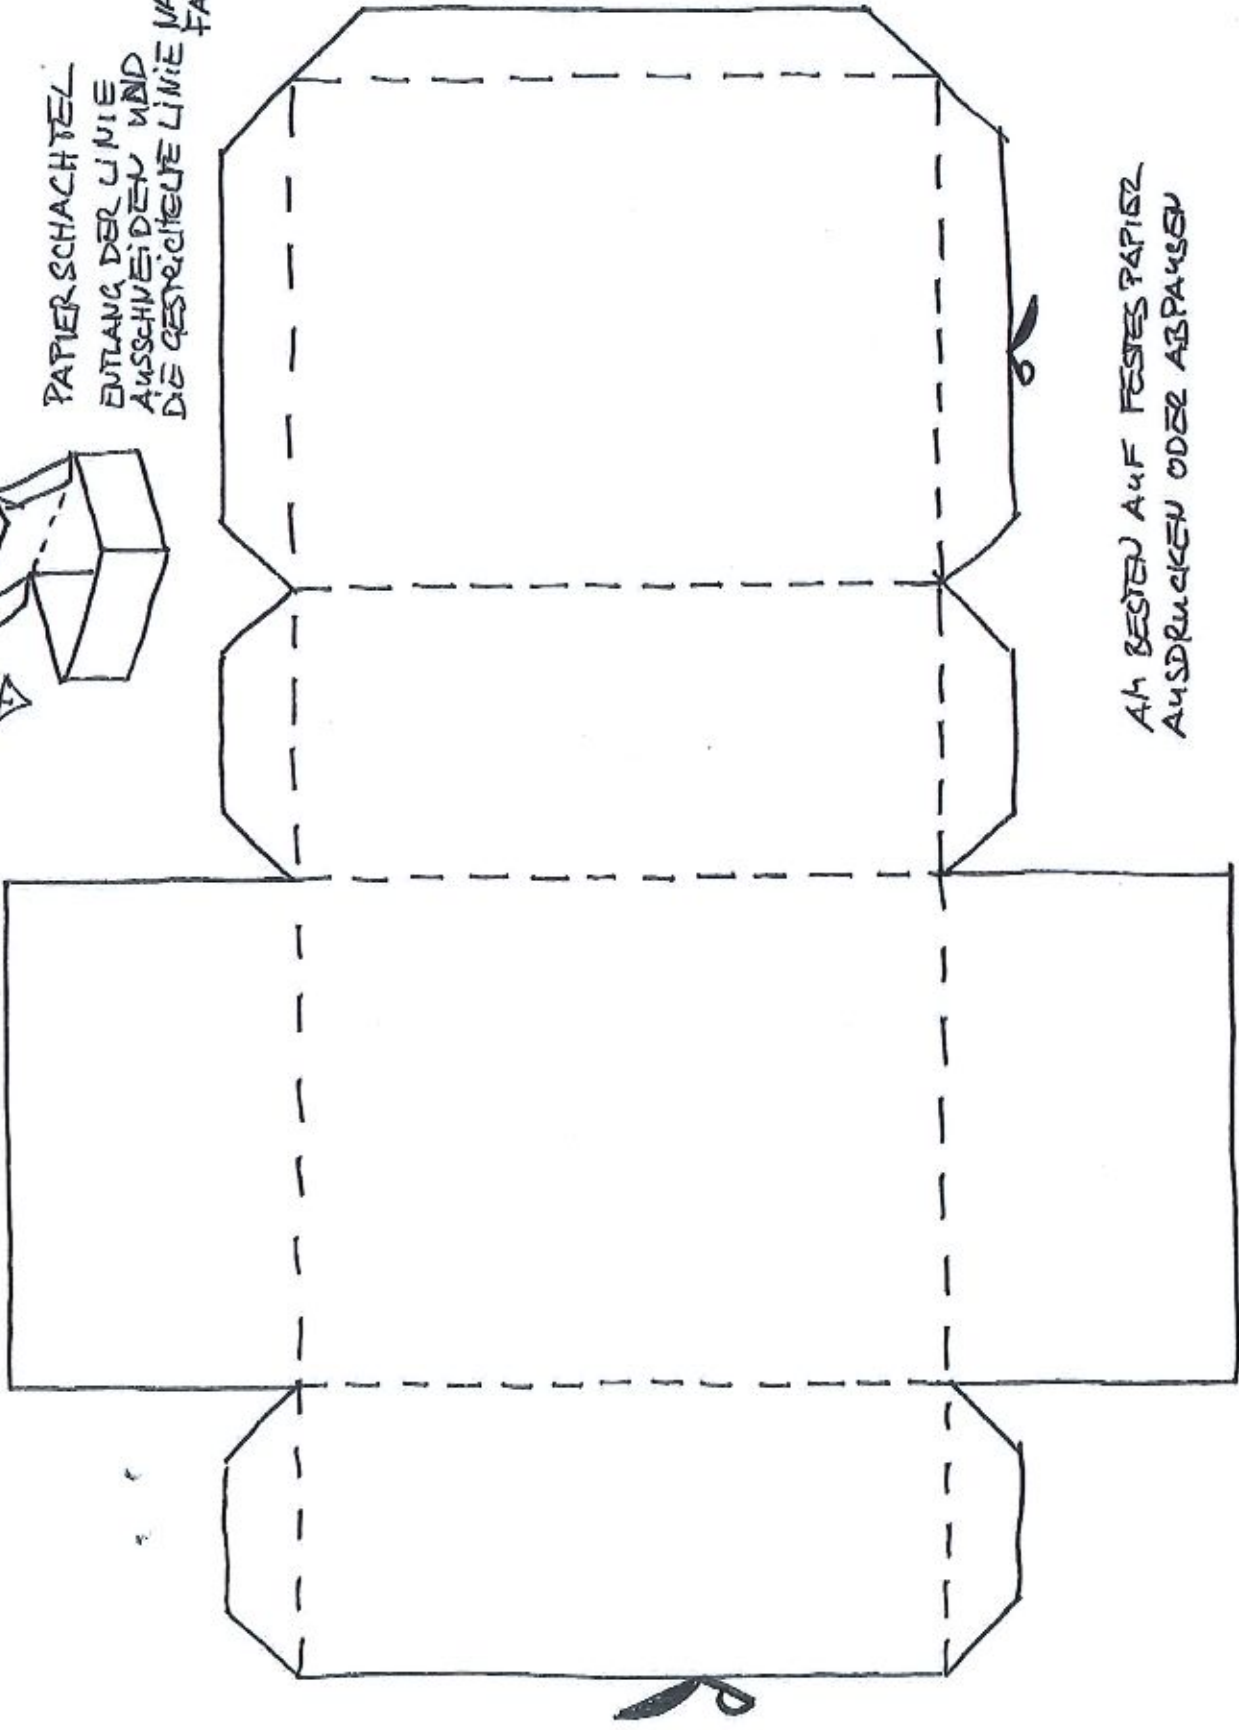 PAPIERSCHACHTEL
ENTLANG DER LINIE
AUSSCHNEIDEN UND
DIE GESTRICHELTE LINIE
AM BESTEN AUF FESTES PAPIER
AUSDRUCKEN ODER ABPAUSEN